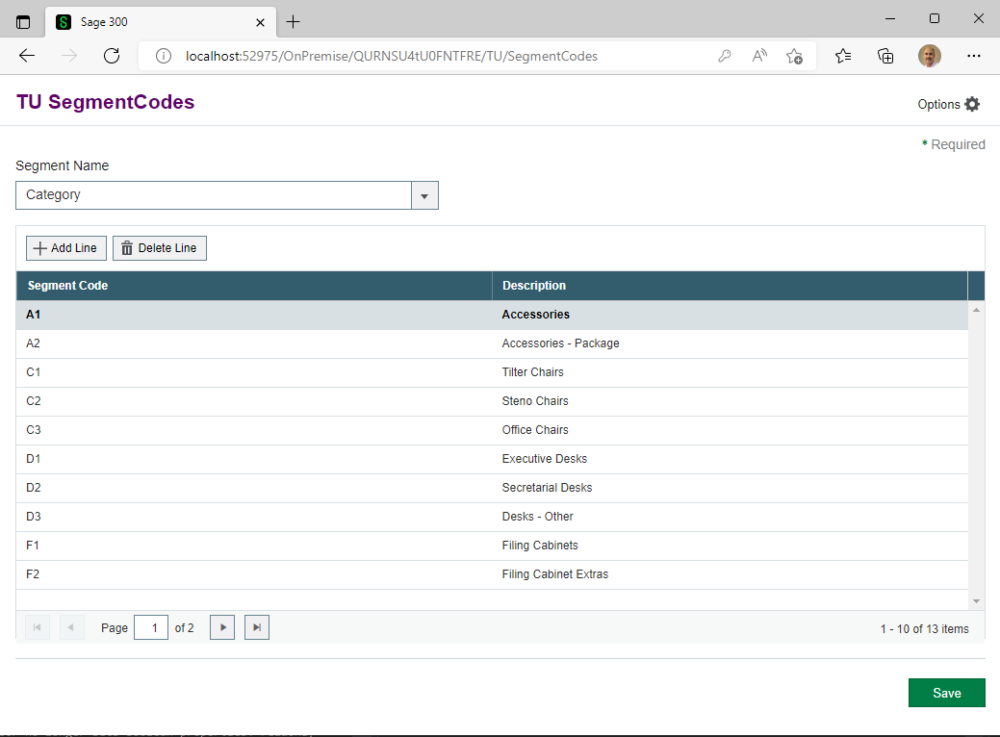 Sage 300
localhost:52975/OnPremise/QURNSU4tU0FNTFRE/TU/SegmentCodes
TU SegmentCodes
Options
* Required
Segment Name
Category
Add Line Delete Line
Segment Code Description
A1 Accessories
A2 Accessories - Package
C1 Tilter Chairs
C2 Steno Chairs
C3 Office Chairs
D1 Executive Desks
D2 Secretarial Desks
D3 Desks - Other
F1 Filing Cabinets
F2 Filing Cabinet Extras
Page 1 of 2 1 - 10 of 13 items
Save